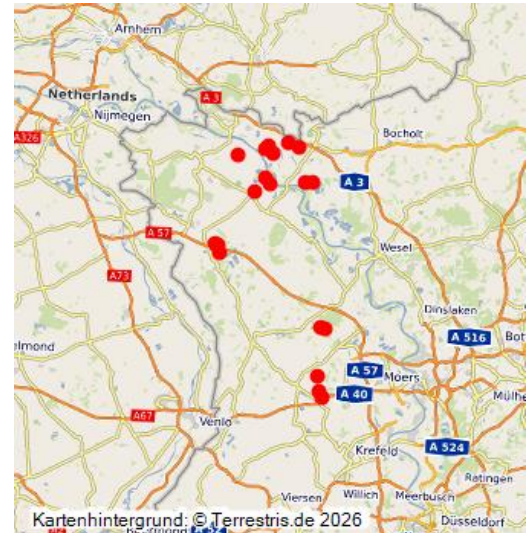 Arnhem
A 3
Netherlands
Nijmegen
A326
Bocholt
A 3
A 57
Wesel
A73
Dinslaken
A 516
elmond
A 57
Bot
Moers
A 40
Mülhe
A67
Venlo
A 524
Krefeld
Ratingen
Viersen
Willich
Meerbusch
Düsseldorf
Kartenhintergrund: © Terrestris.de 2026